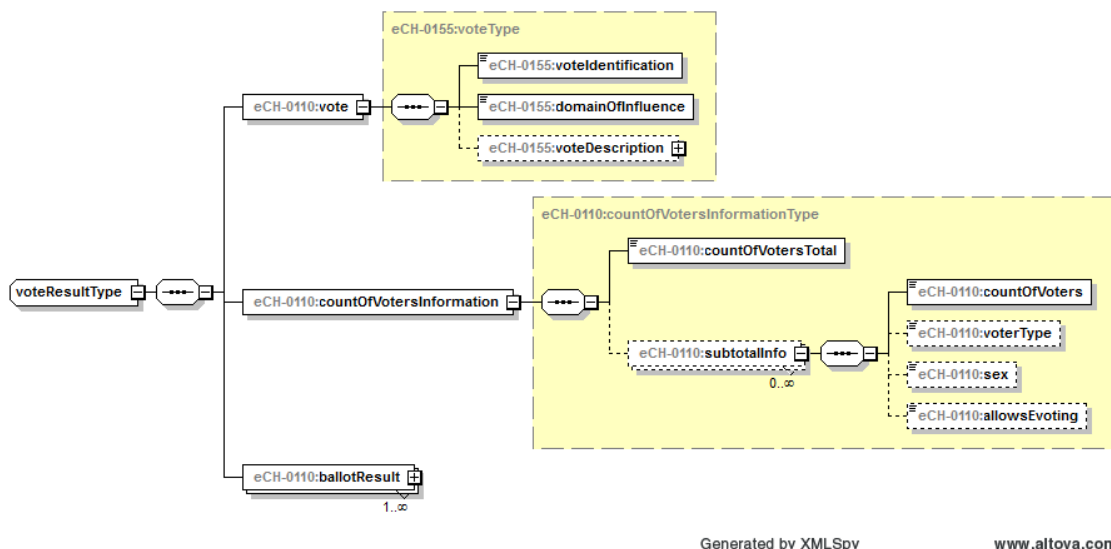 eCH-0155:voteType
eCH-0155:voteIdentification
eCH-0110:vote
eCH-0155:domainOfInfluence
eCH-0155:voteDescription
eCH-0110:countOfVotersInformationType
eCH-0110:countOfVotersTotal
voteResultType
eCH-0110:countOfVotersInformation
eCH-0110:countOfVoters
eCH-0110:voterType
eCH-0110:subtotalInfo
0..∞
eCH-0110:sex
eCH-0110:allowsEvoting
eCH-0110:ballotResult
1..∞
Generated by XMLSpy www.altova.com